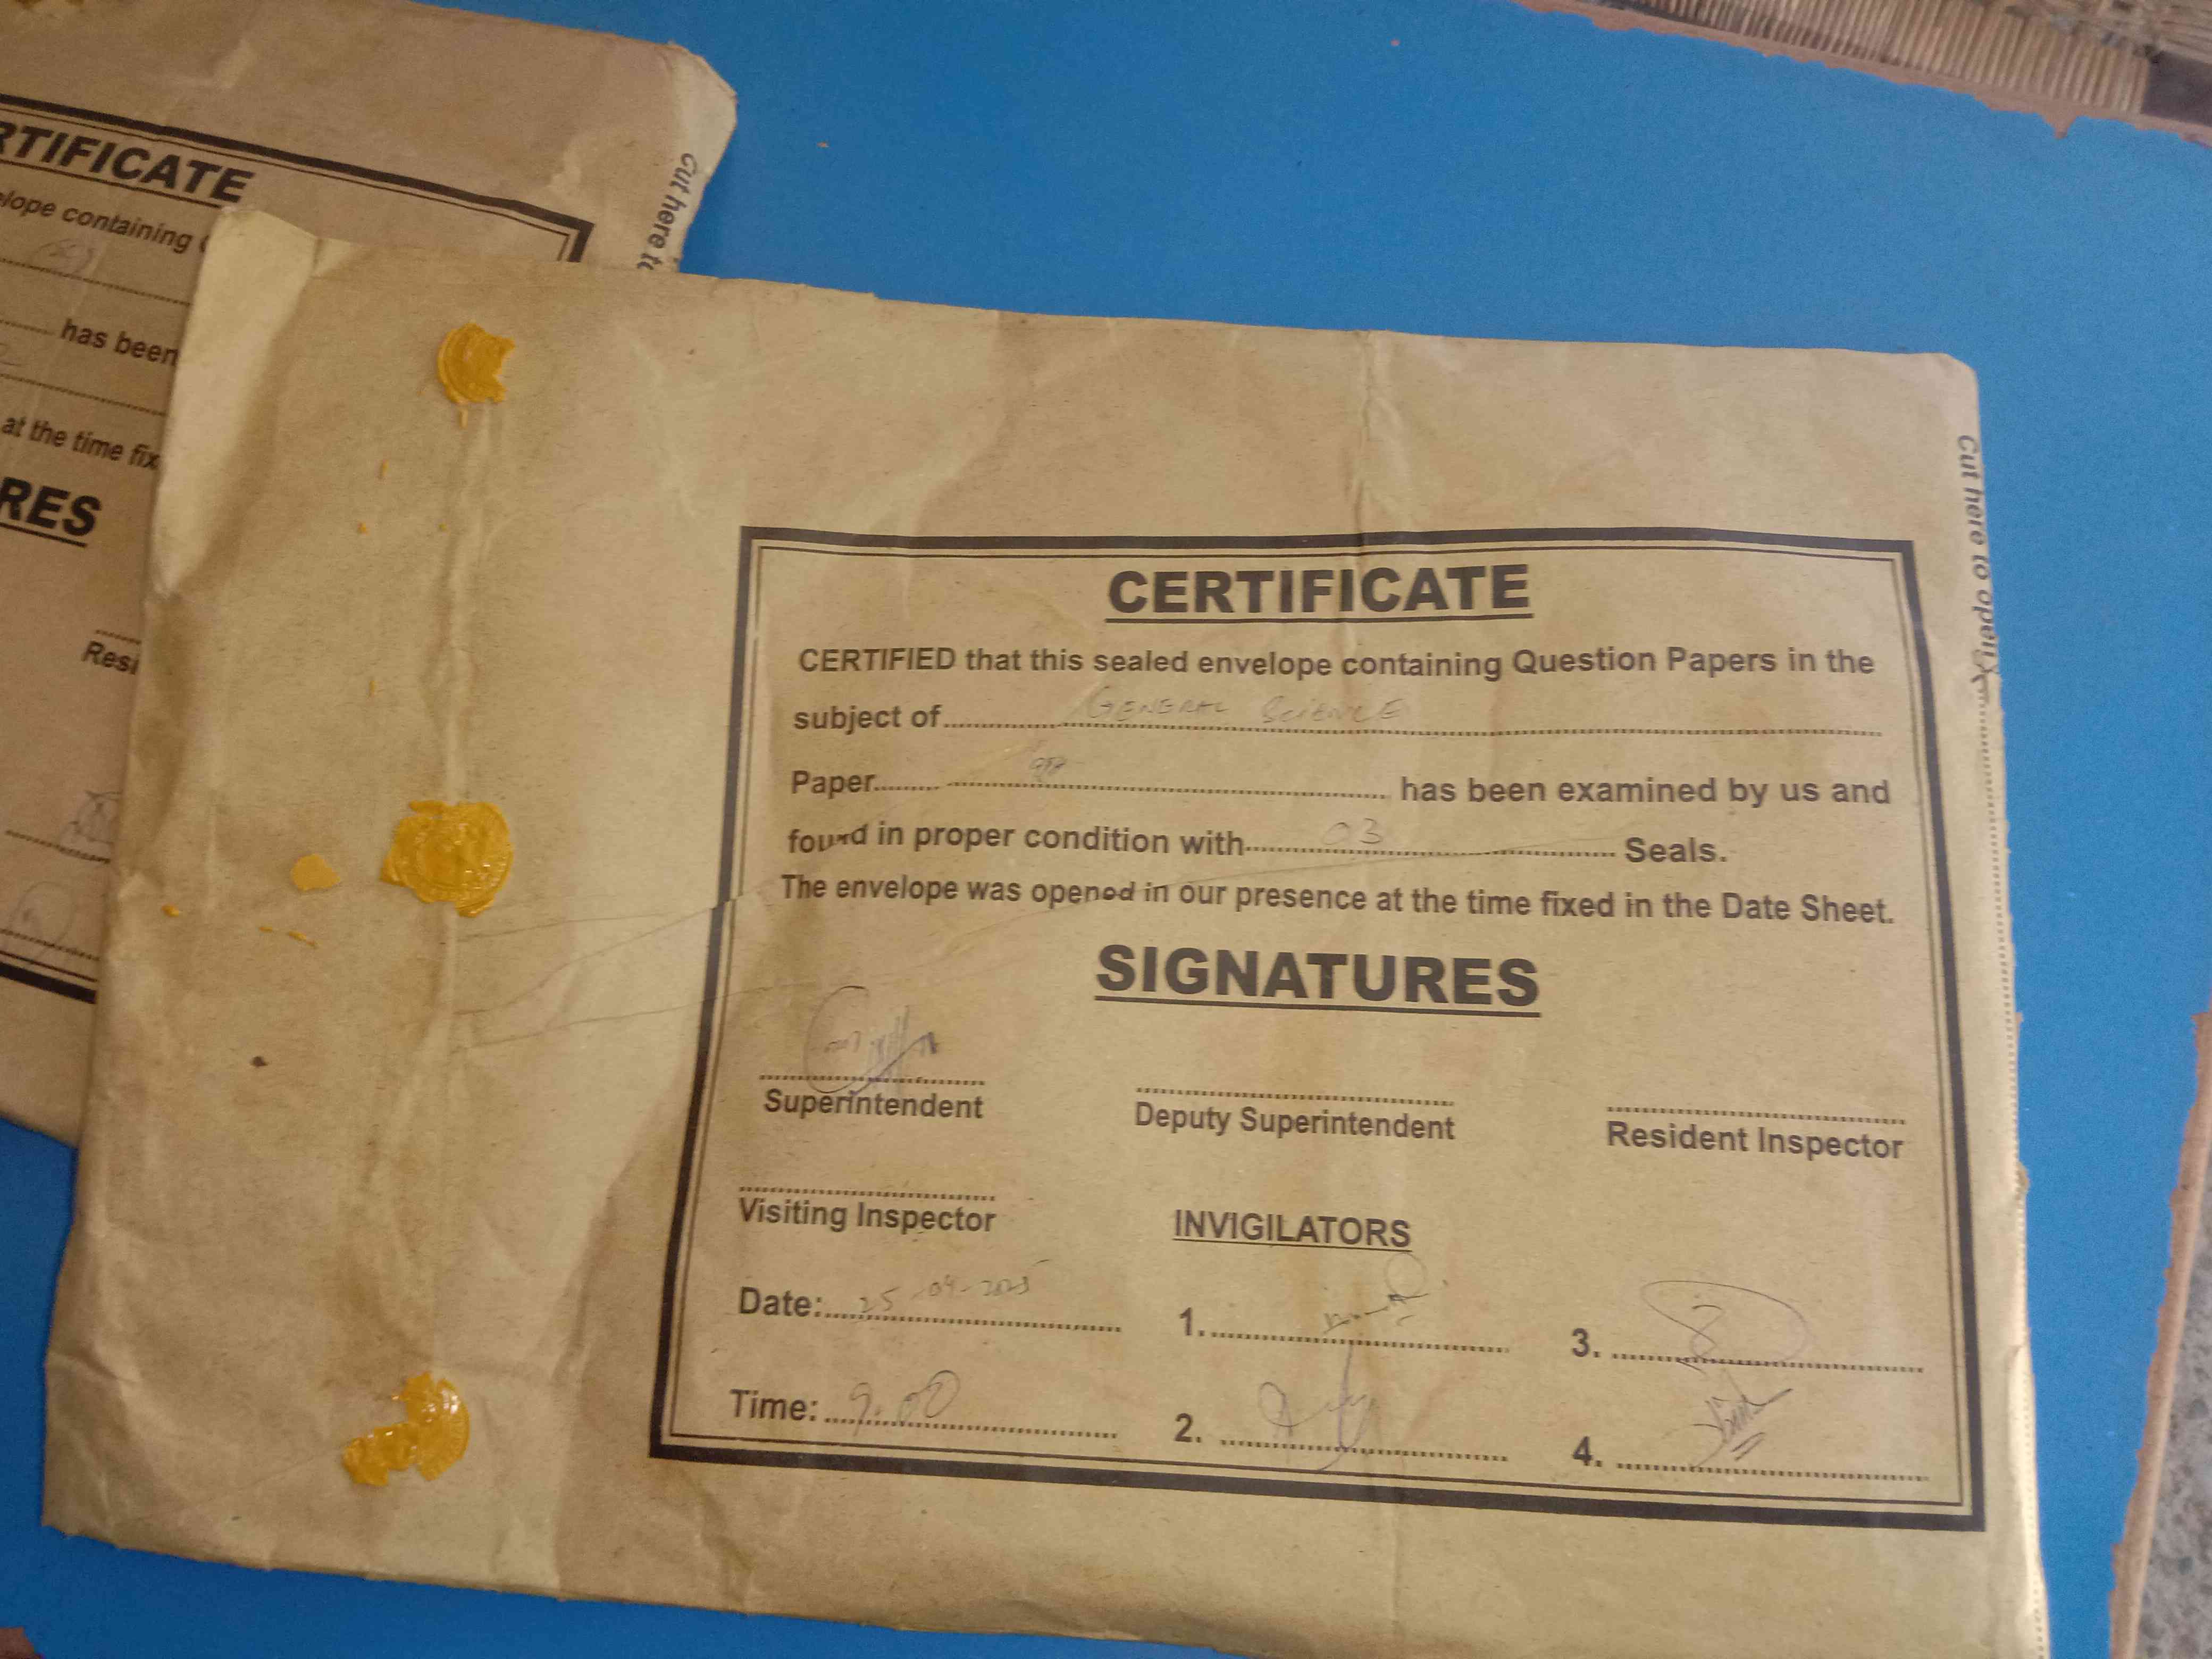 RTIFICATE
elope containing
has been
at the time fix
RES
Resi
Cut here to
CERTIFICATE
CERTIFIED that this sealed envelope containing Question Papers in the
subject of GENERAL SCIENCE
Paper has been examined by us and
found in proper condition with 03 Seals.
The envelope was opened in our presence at the time fixed in the Date Sheet.
SIGNATURES
Superintendent
Deputy Superintendent
Resident Inspector
Visiting Inspector
INVIGILATORS
Date: 25-04-2025
1.
3.
Time: 9.00
2.
4.
Cut here to open